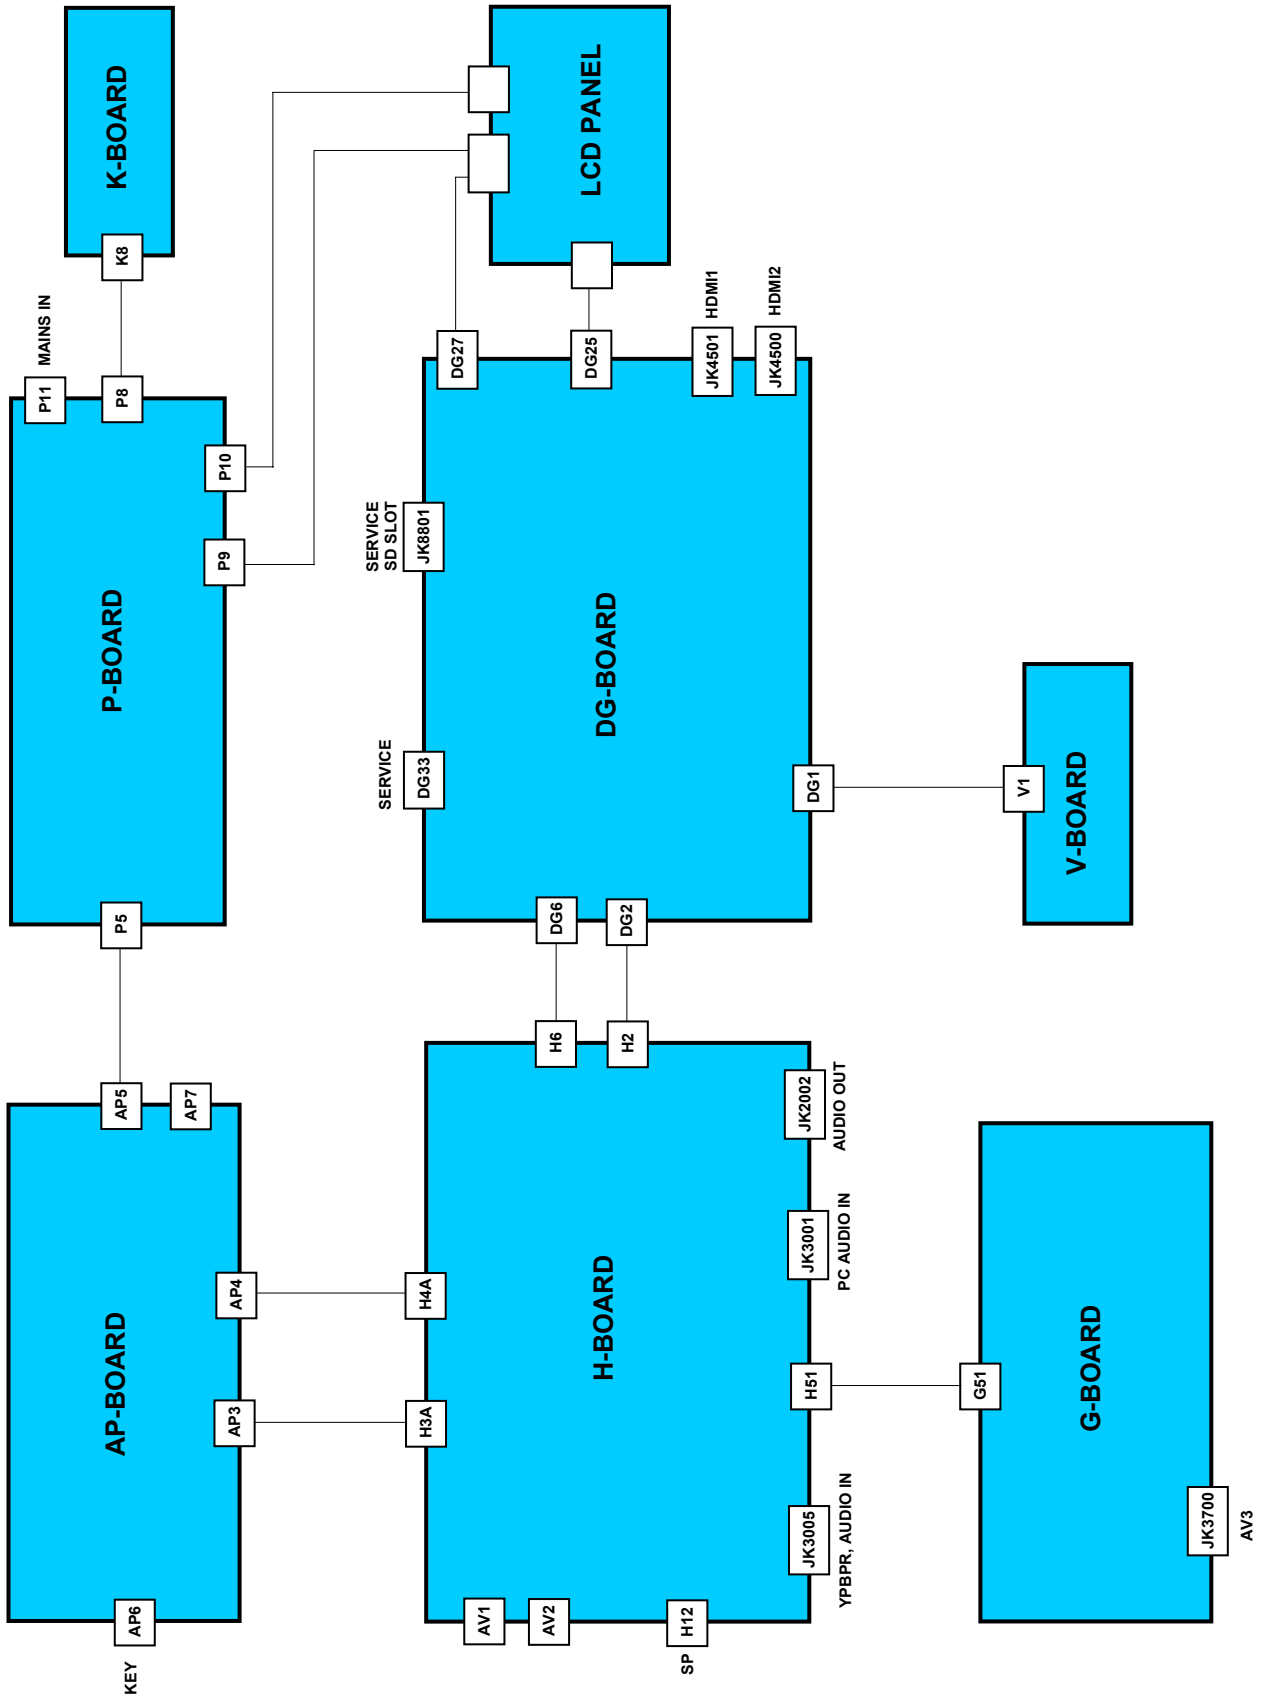 KEY
AP6
AP-BOARD
AP3
AP4
AP5
AP7
P5
P-BOARD
P9
P10
P11
MAINS IN
P8
K8
K-BOARD
AV1
AV2
H12
SP
H3A
H4A
H-BOARD
H6
H2
JK3005
YPBPR, AUDIO IN
H51
JK3001
PC AUDIO IN
JK2002
AUDIO OUT
DG6
DG2
SERVICE
DG33
DG-BOARD
SERVICE
SD SLOT
JK8801
DG27
DG25
JK4501
HDMI1
JK4500
HDMI2
DG1
LCD PANEL
G51
G-BOARD
JK3700
AV3
V1
V-BOARD